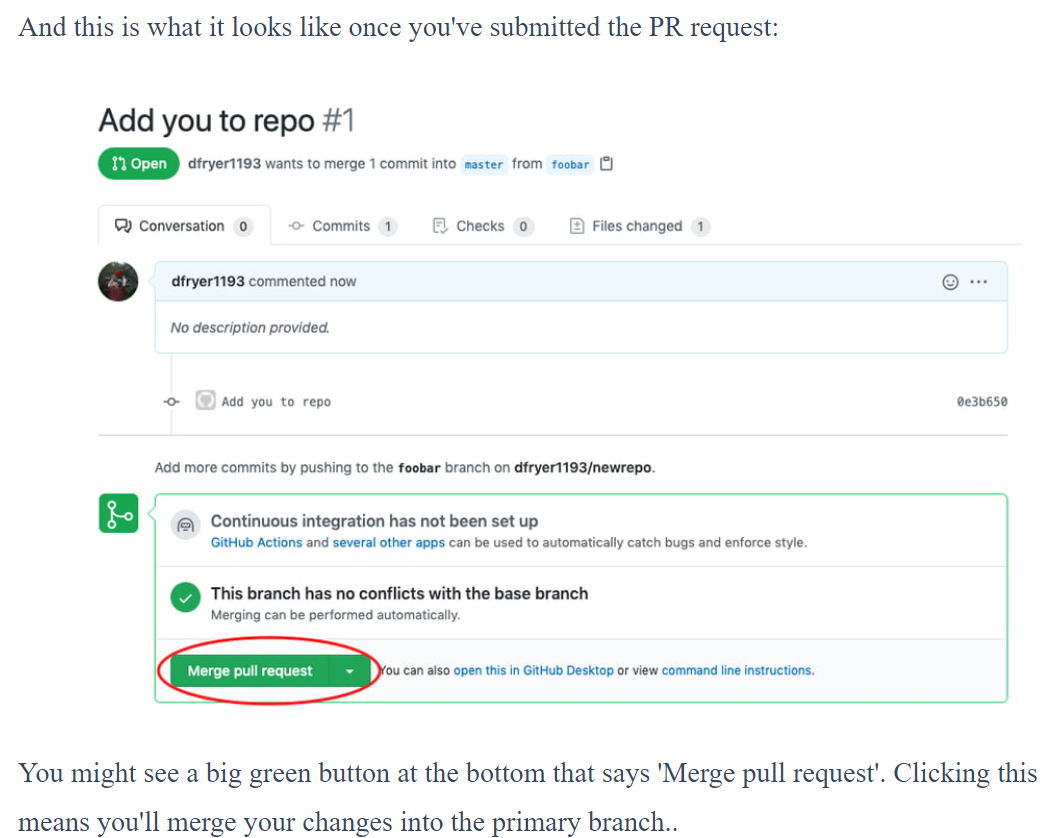 And this is what it looks like once you've submitted the PR request:
Add you to repo #1
Open dfryer1193 wants to merge 1 commit into master from foobar
Conversation 0 Commits 1 Checks 0 Files changed 1
dfryer1193 commented now
No description provided.
Add you to repo 0e3b650
Add more commits by pushing to the foobar branch on dfryer1193/newrepo.
Continuous integration has not been set up
GitHub Actions and several other apps can be used to automatically catch bugs and enforce style.
This branch has no conflicts with the base branch
Merging can be performed automatically.
Merge pull request You can also open this in GitHub Desktop or view command line instructions.
You might see a big green button at the bottom that says 'Merge pull request'. Clicking this
means you'll merge your changes into the primary branch..